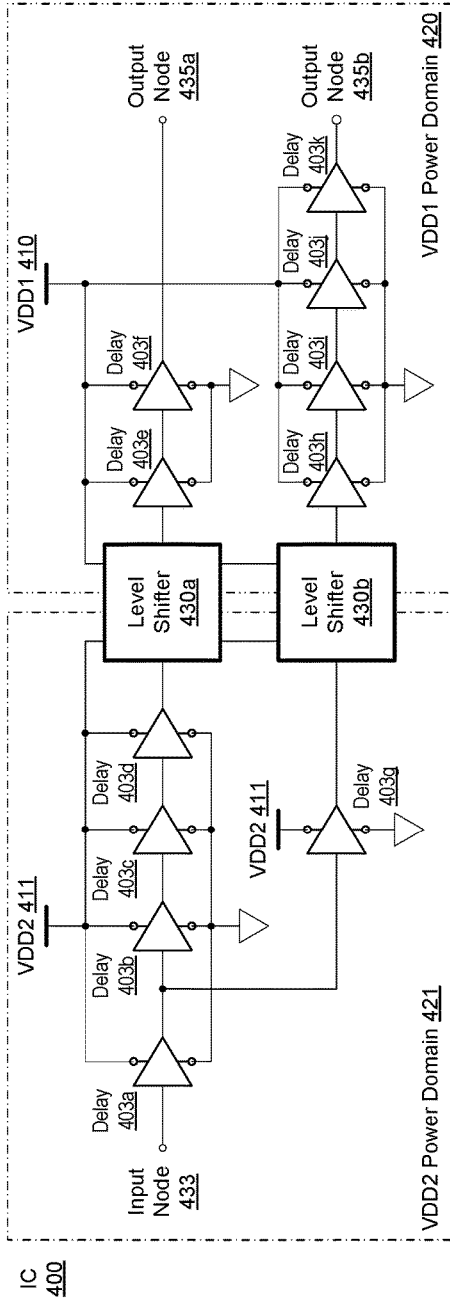 IC
400
VDD2 411
VDD1 410
Input
Node
433
Delay
403a
Delay
403b
Delay
403c
Delay
403d
Level
Shifter
430a
Delay
403e
Delay
403f
Output
Node
435a
VDD2 411
Delay
403g
Level
Shifter
430b
Delay
403h
Delay
403i
Delay
403j
Delay
403k
Output
Node
435b
VDD2 Power Domain 421
VDD1 Power Domain 420